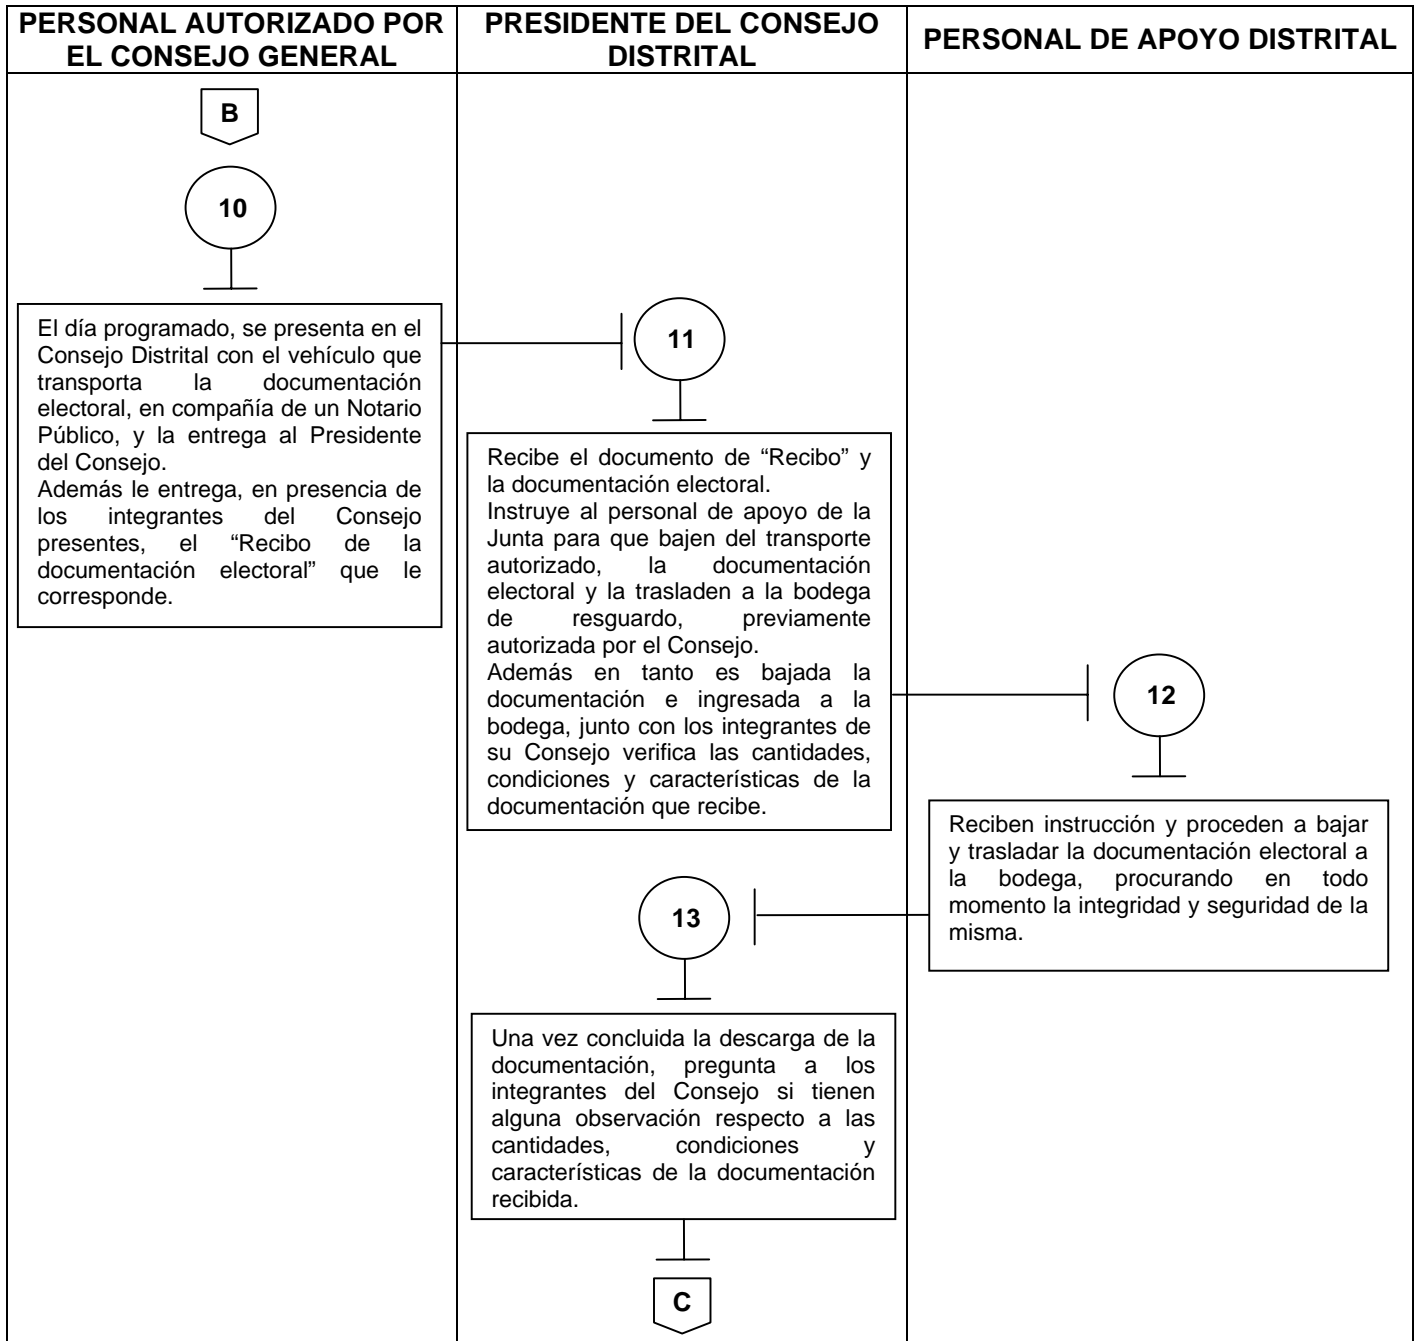 PERSONAL AUTORIZADO POR
EL CONSEJO GENERAL
PRESIDENTE DEL CONSEJO
DISTRITAL
PERSONAL DE APOYO DISTRITAL
B
10
El día programado, se presenta en el
Consejo Distrital con el vehículo que
transporta la documentación
electoral, en compañía de un Notario
Público, y la entrega al Presidente
del Consejo.
Además le entrega, en presencia de
los integrantes del Consejo
presentes, el “Recibo de la
documentación electoral” que le
corresponde.
11
Recibe el documento de “Recibo” y
la documentación electoral.
Instruye al personal de apoyo de la
Junta para que bajen del transporte
autorizado, la documentación
electoral y la trasladen a la bodega
de resguardo, previamente
autorizada por el Consejo.
Además en tanto es bajada la
documentación e ingresada a la
bodega, junto con los integrantes de
su Consejo verifica las cantidades,
condiciones y características de la
documentación que recibe.
12
Reciben instrucción y proceden a bajar
y trasladar la documentación electoral a
la bodega, procurando en todo
momento la integridad y seguridad de la
misma.
13
Una vez concluida la descarga de la
documentación, pregunta a los
integrantes del Consejo si tienen
alguna observación respecto a las
cantidades, condiciones y
características de la documentación
recibida.
C